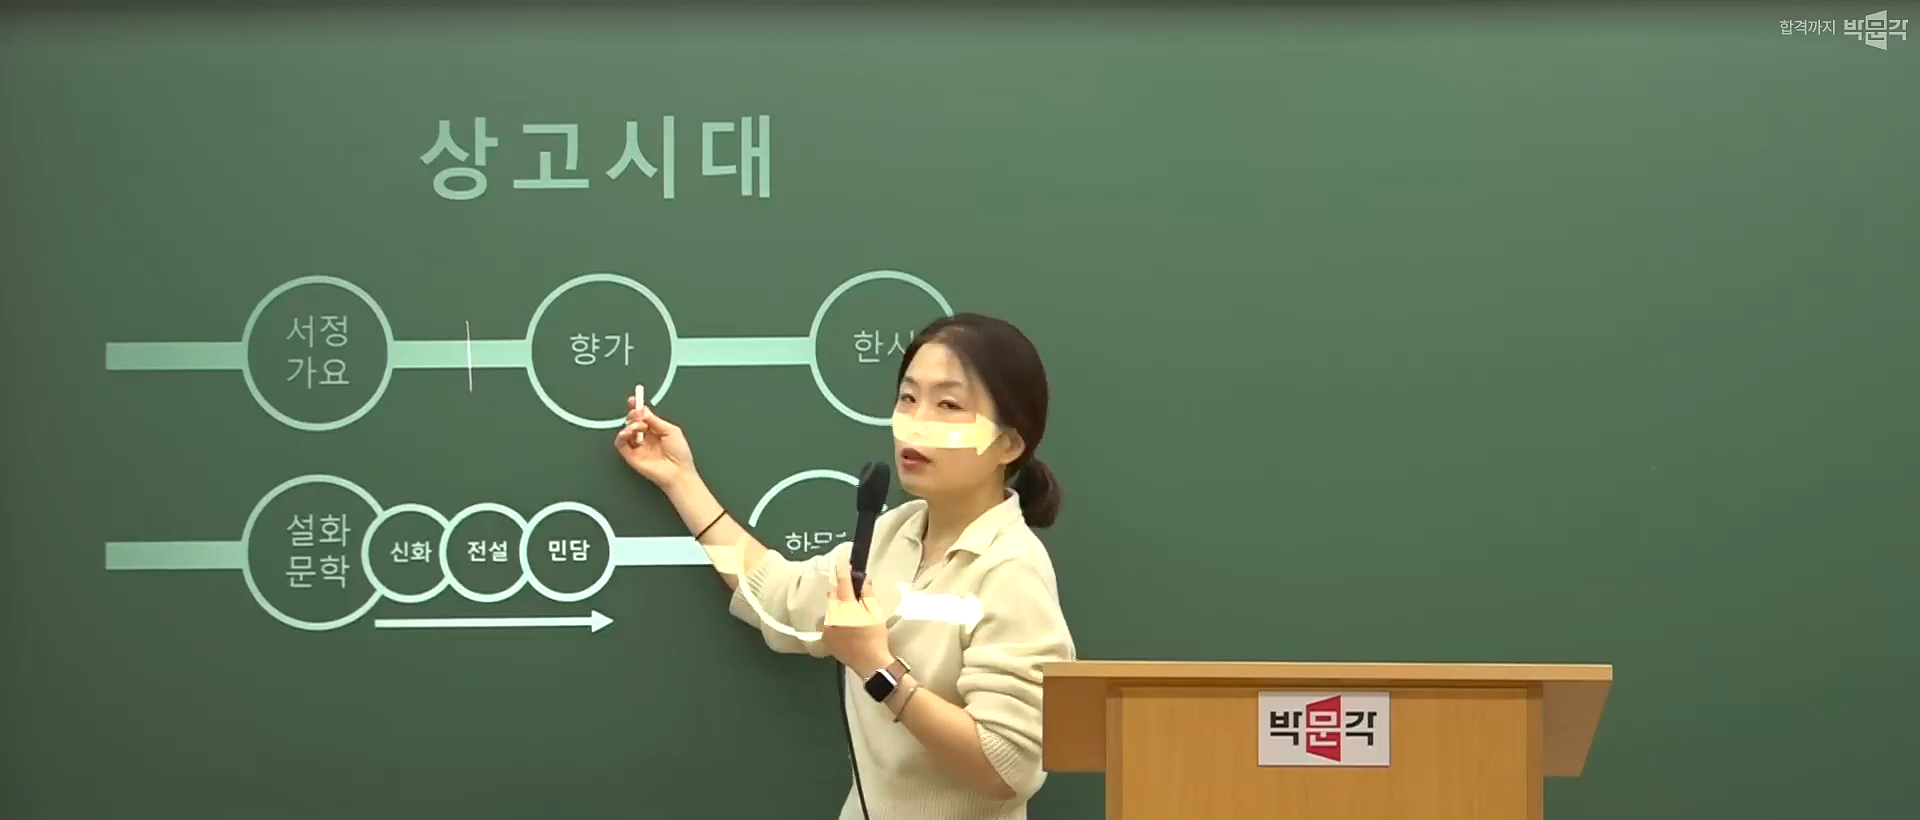 합격까지 박문각
상고시대
서정
가요
향가
설화
문학
신화
전설
민담
박문각